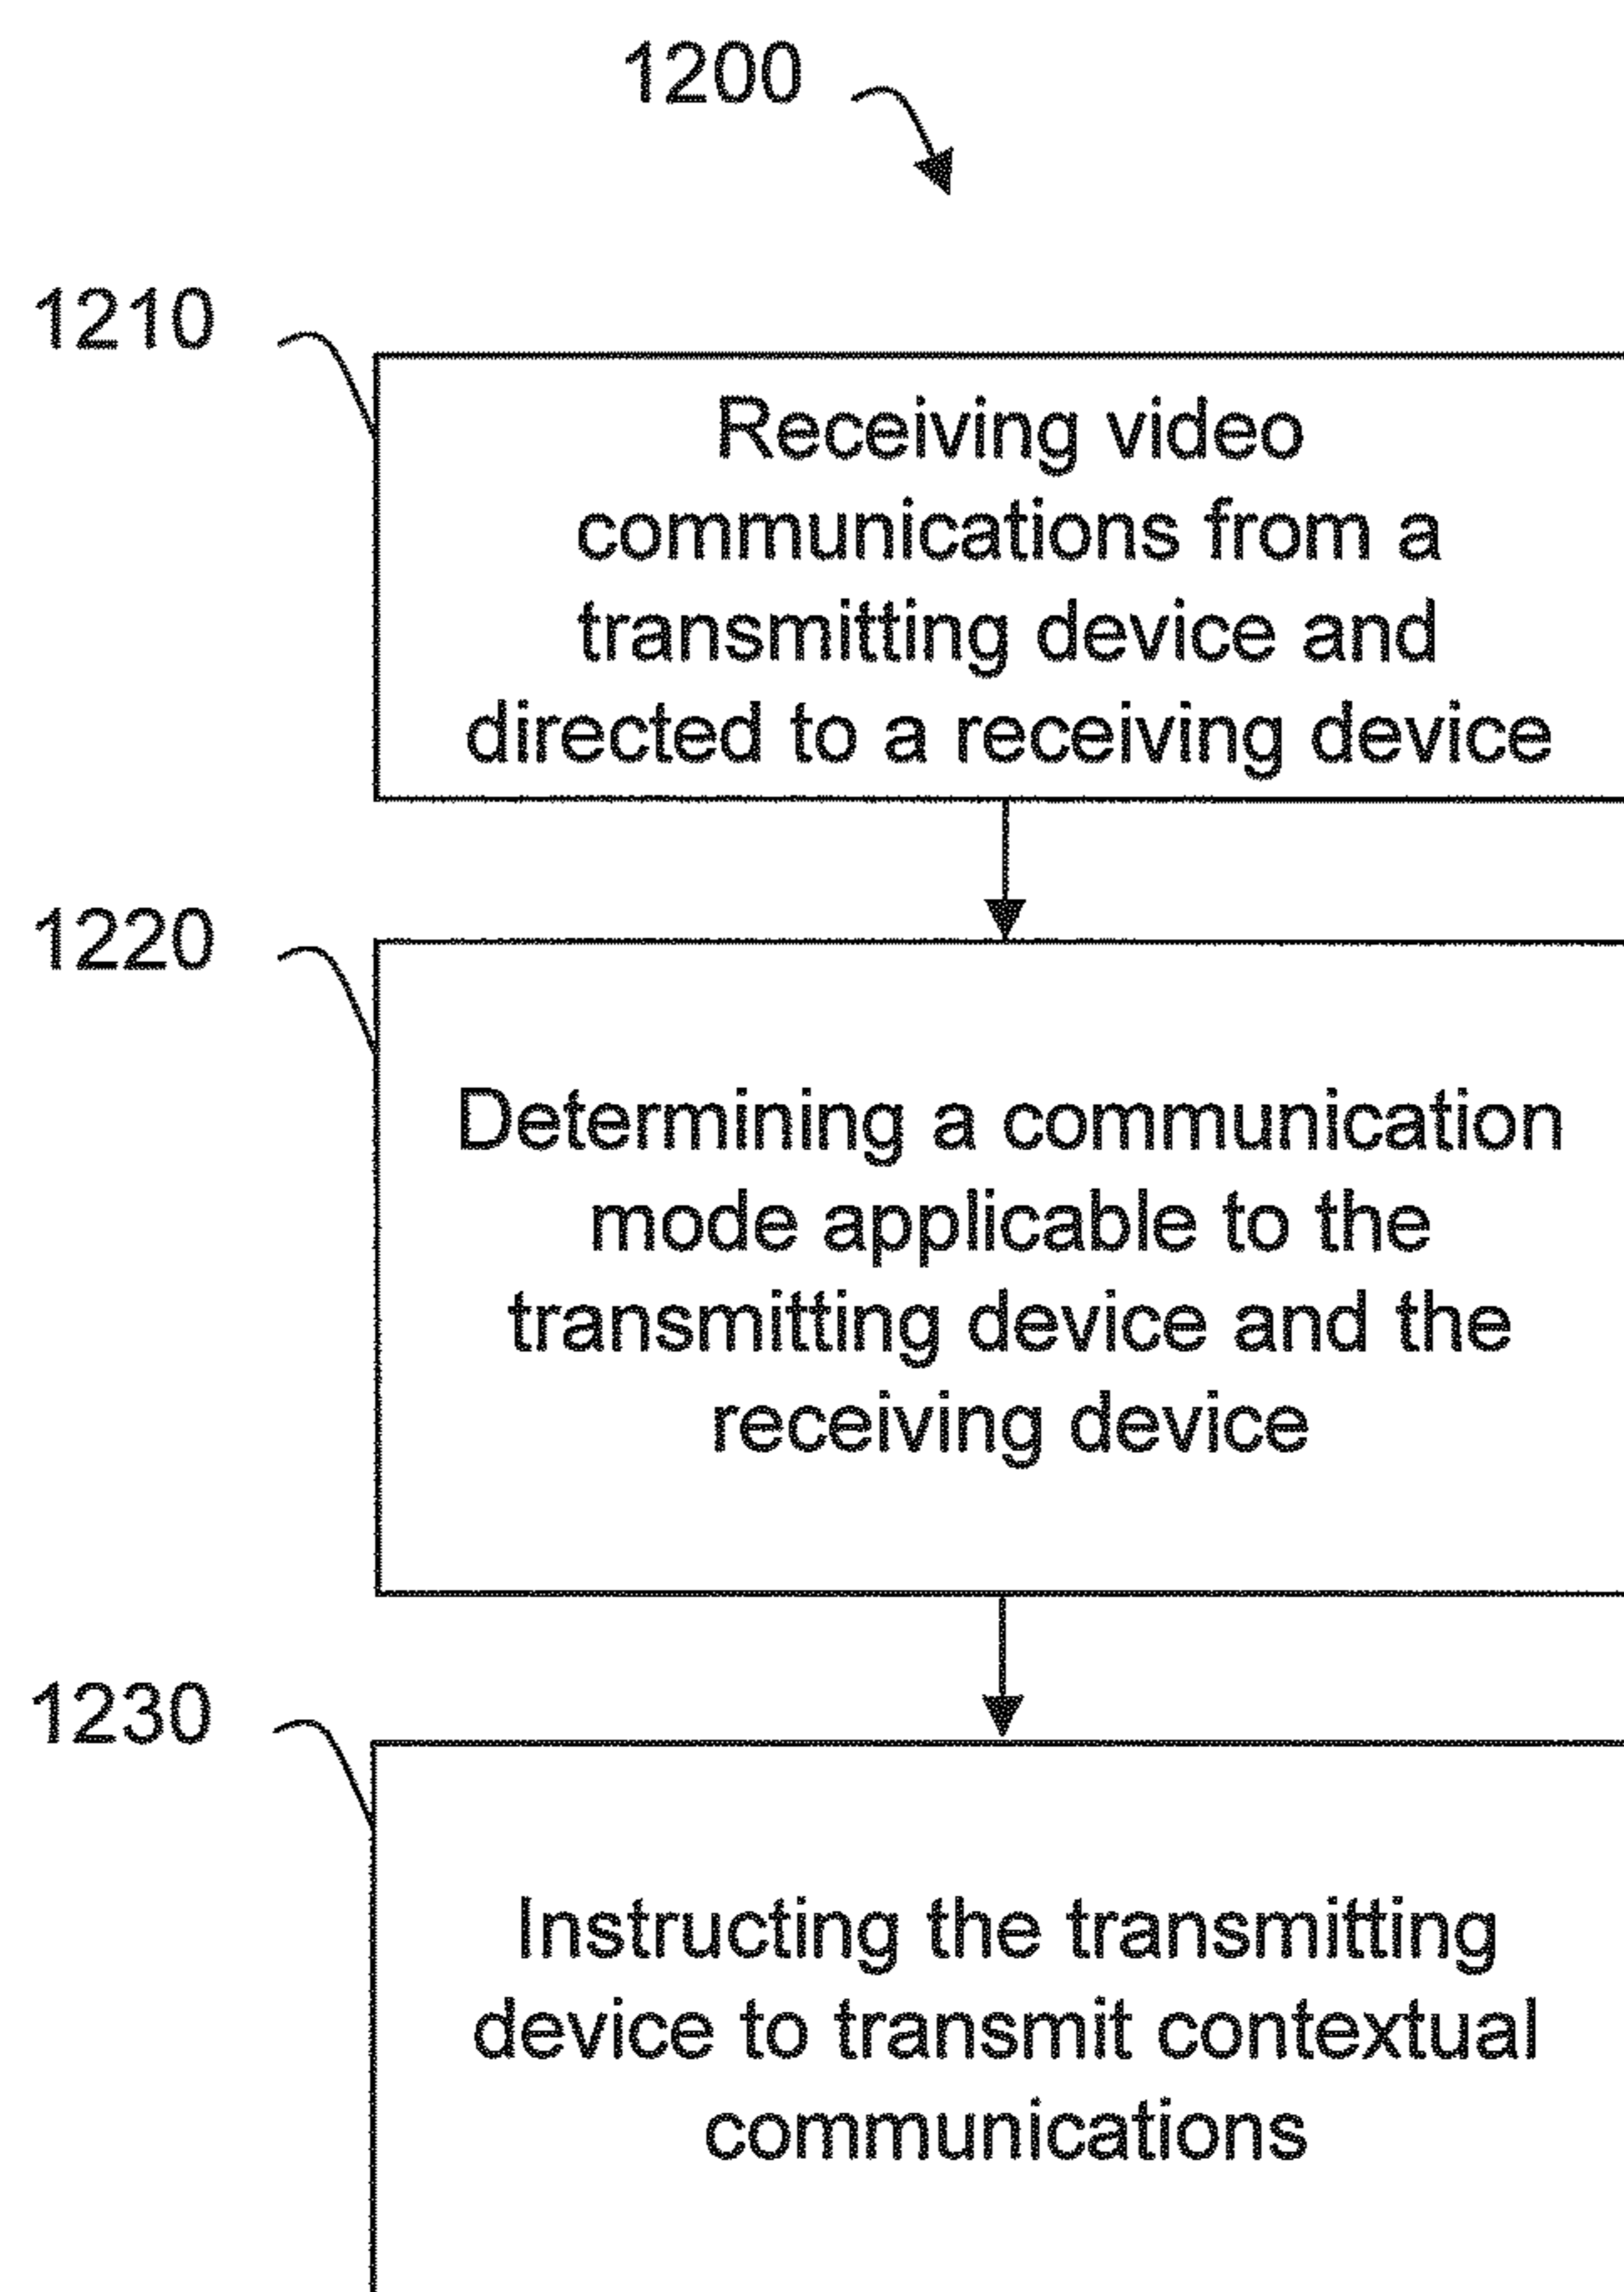 1200
1210
Receiving video
communications from a
transmitting device and
directed to a receiving device
1220
Determining a communication
mode applicable to the
transmitting device and the
receiving device
1230
Instructing the transmitting
device to transmit contextual
communications